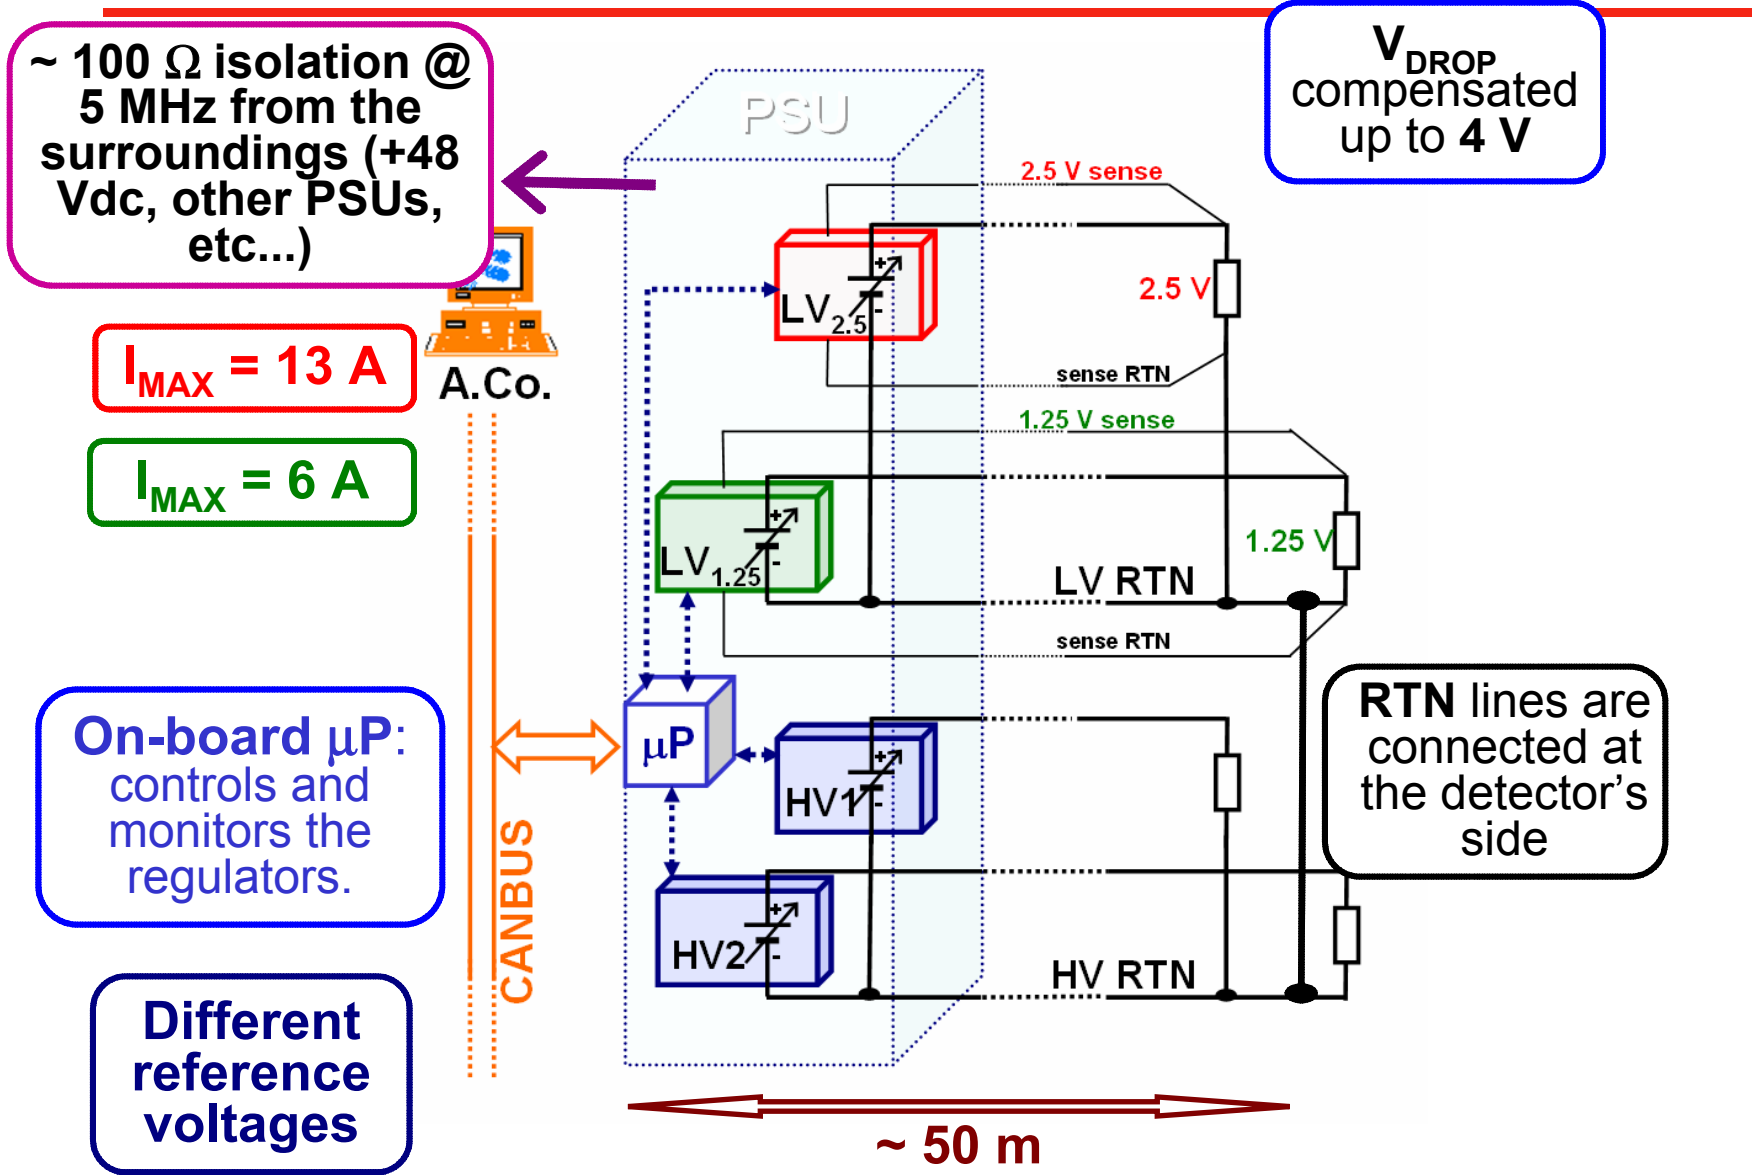 ~ 100 Ω isolation @
5 MHz from the
surroundings (+48
Vdc, other PSUs,
etc...)
V_DROP
compensated
up to 4 V
PSU
2.5 V sense
+
LV2.5
-
2.5 V
sense RTN
I_MAX = 13 A
A.Co.
I_MAX = 6 A
1.25 V sense
+
LV1.25
-
1.25 V
LV RTN
sense RTN
On-board μP:
controls and
monitors the
regulators.
μP
+
HV1
-
RTN lines are
connected at
the detector’s
side
CANBUS
+
HV2
-
HV RTN
Different
reference
voltages
~ 50 m